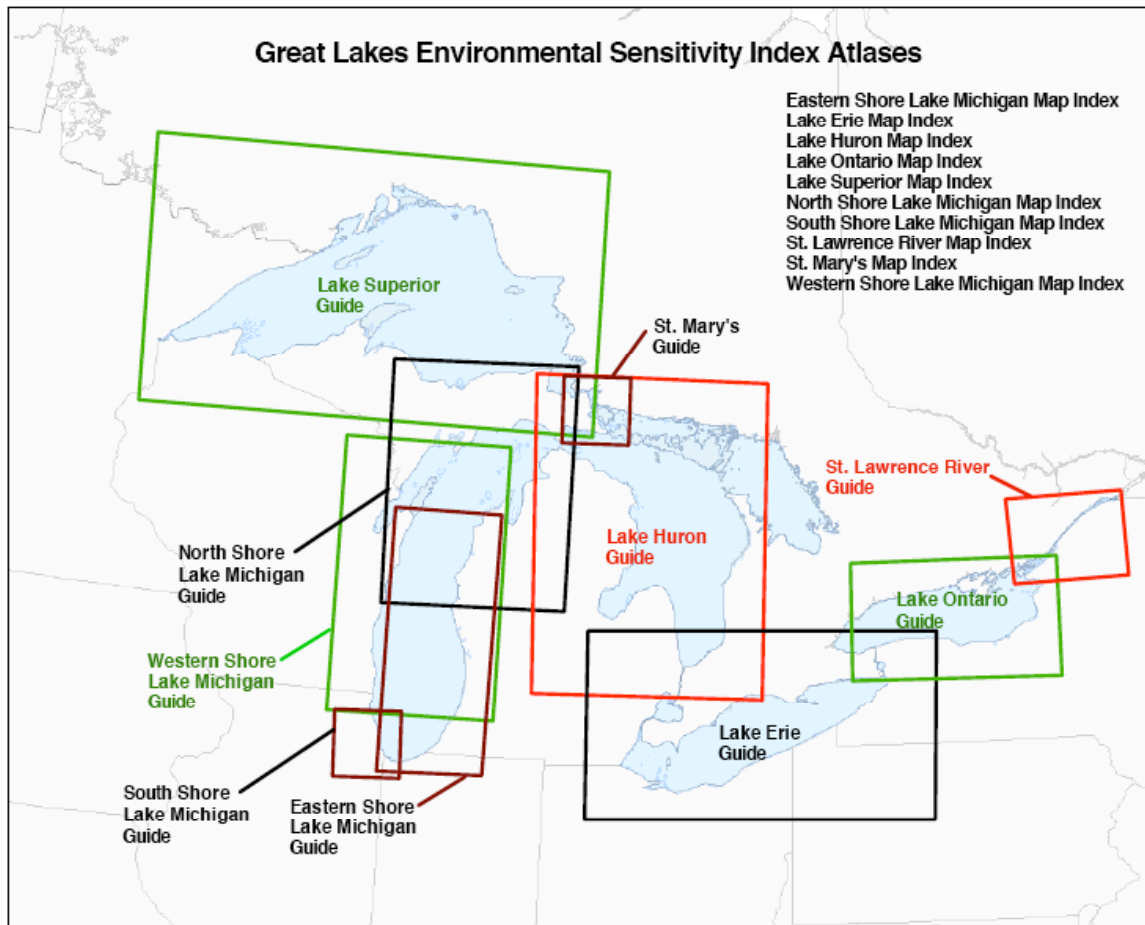 Great Lakes Environmental Sensitivity Index Atlases
Eastern Shore Lake Michigan Map Index
Lake Erie Map Index
Lake Huron Map Index
Lake Ontario Map Index
Lake Superior Map Index
North Shore Lake Michigan Map Index
South Shore Lake Michigan Map Index
St. Lawrence River Map Index
St. Mary's Map Index
Western Shore Lake Michigan Map Index
Lake Superior
Guide
St. Mary's
Guide
St. Lawrence River
Guide
Lake Huron
Guide
North Shore
Lake Michigan
Guide
Lake Ontario
Guide
Western Shore
Lake Michigan
Guide
Lake Erie
Guide
South Shore
Lake Michigan
Guide
Eastern Shore
Lake Michigan
Guide